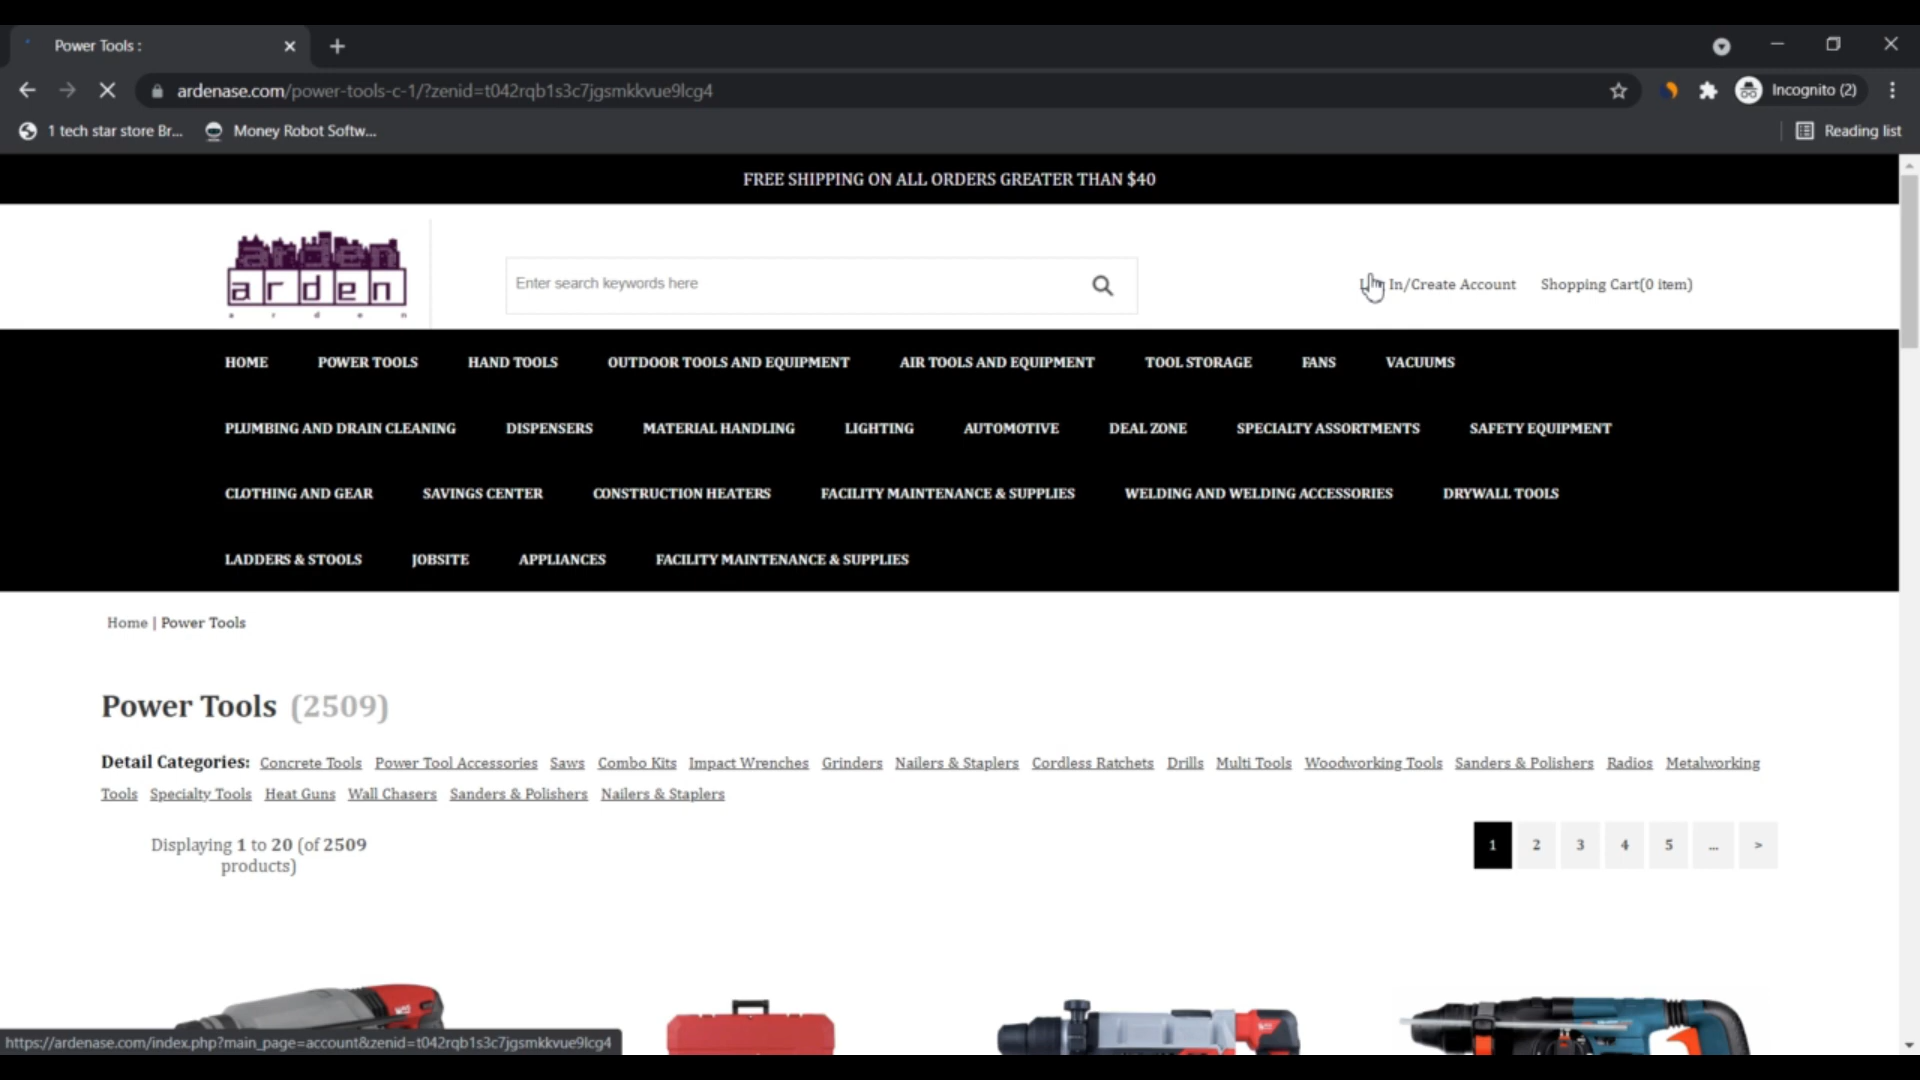 Power Tools :
ardenase.com/power-tools-c-1/?zenid=t042rqb1s3c7jgsmkkvue9lcg4
Incognito (2)
1 tech star store Br...
Money Robot Softw...
Reading list
FREE SHIPPING ON ALL ORDERS GREATER THAN $40
arden
arden
a r d e n
Enter search keywords here
In/Create Account
Shopping Cart(0 item)
HOME POWER TOOLS HAND TOOLS OUTDOOR TOOLS AND EQUIPMENT AIR TOOLS AND EQUIPMENT TOOL STORAGE FANS VACUUMS
PLUMBING AND DRAIN CLEANING DISPENSERS MATERIAL HANDLING LIGHTING AUTOMOTIVE DEAL ZONE SPECIALTY ASSORTMENTS SAFETY EQUIPMENT
CLOTHING AND GEAR SAVINGS CENTER CONSTRUCTION HEATERS FACILITY MAINTENANCE & SUPPLIES WELDING AND WELDING ACCESSORIES DRYWALL TOOLS
LADDERS & STOOLS JOBSITE APPLIANCES FACILITY MAINTENANCE & SUPPLIES
Home | Power Tools
Power Tools (2509)
Detail Categories: Concrete Tools Power Tool Accessories Saws Combo Kits Impact Wrenches Grinders Nailers & Staplers Cordless Ratchets Drills Multi Tools Woodworking Tools Sanders & Polishers Radios Metalworking
Tools Specialty Tools Heat Guns Wall Chasers Sanders & Polishers Nailers & Staplers
Displaying 1 to 20 (of 2509
products)
1 2 3 4 5 ... >
https://ardenase.com/index.php?main_page=account&zenid=t042rqb1s3c7jgsmkkvue9lcg4